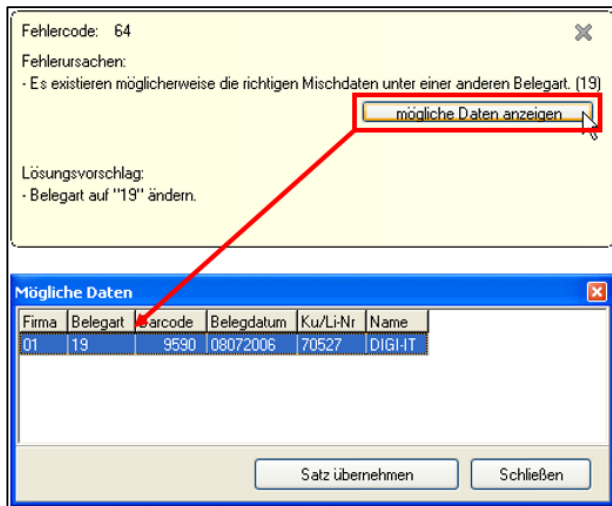 Fehlercode: 64
Fehlerursachen:
- Es existieren möglicherweise die richtigen Mischdaten unter einer anderen Belegart. (19)
mögliche Daten anzeigen
Lösungsvorschlag:
- Belegart auf "19" ändern.
Mögliche Daten
Firma Belegart Barcode Belegdatum Ku/Li-Nr Name
01 19 9590 08072006 70527 DIGI-IT
Satz übernehmen Schließen